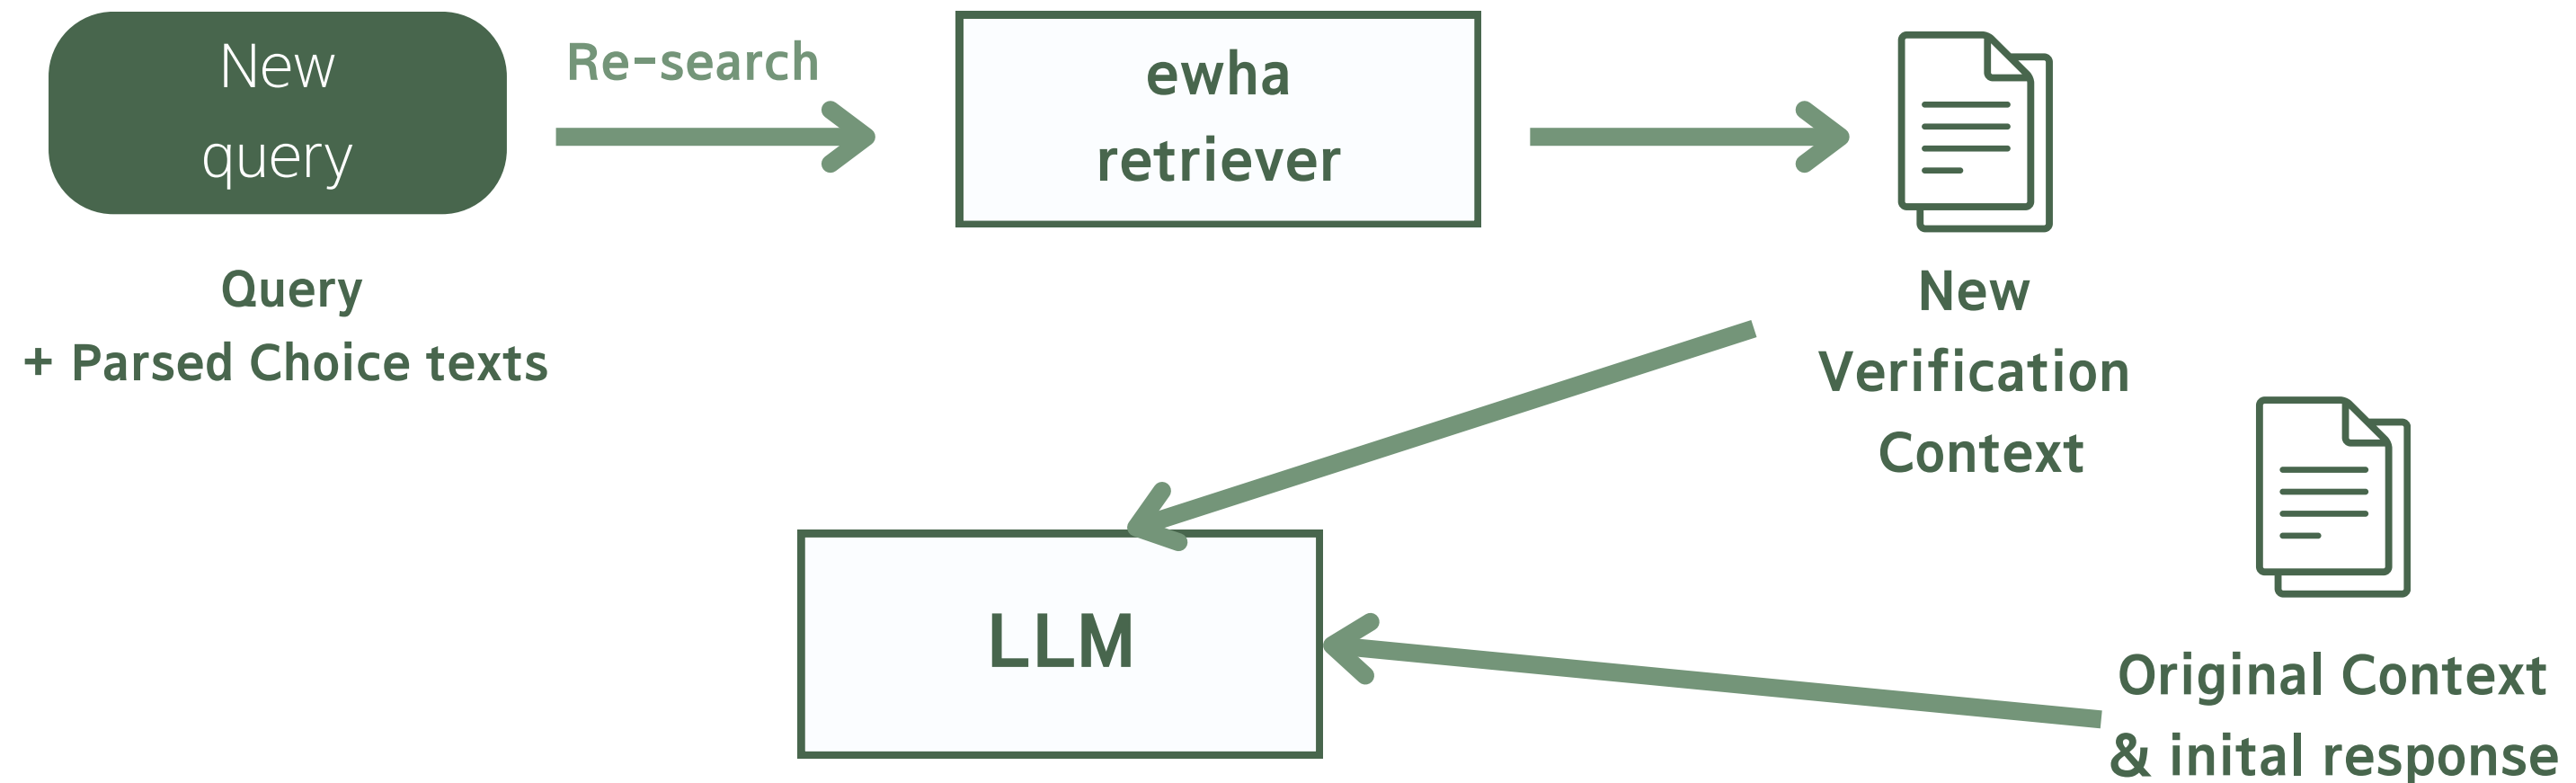 New
query
Re-search
ewha
retriever
Query
+ Parsed Choice texts
New
Verification
Context
LLM
Original Context
& inital response